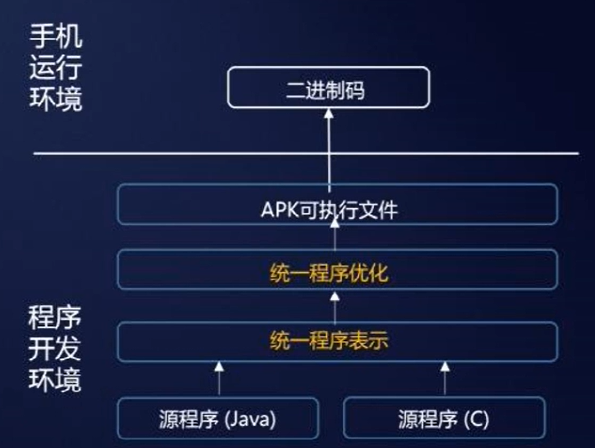 手机
运行
环境
二进制码
APK可执行文件
统一程序优化
程序
开发
环境
统一程序表示
源程序 (Java)
源程序 (C)